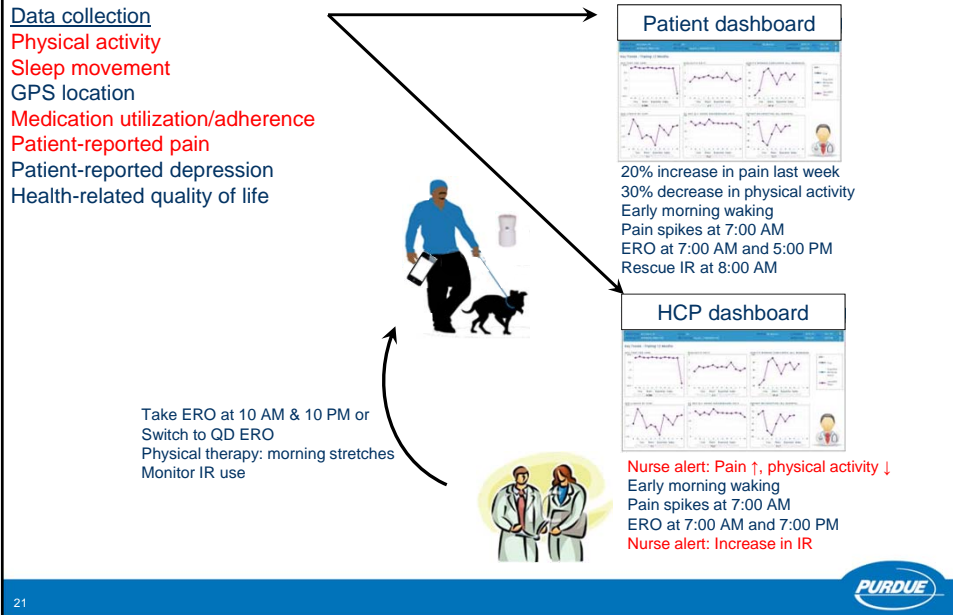 Data collection
Physical activity
Sleep movement
GPS location
Medication utilization/adherence
Patient-reported pain
Patient-reported depression
Health-related quality of life
Patient dashboard
20% increase in pain last week
30% decrease in physical activity
Early morning waking
Pain spikes at 7:00 AM
ERO at 7:00 AM and 5:00 PM
Rescue IR at 8:00 AM
HCP dashboard
Nurse alert: Pain ↑, physical activity ↓
Early morning waking
Pain spikes at 7:00 AM
ERO at 7:00 AM and 7:00 PM
Nurse alert: Increase in IR
Take ERO at 10 AM & 10 PM or
Switch to QD ERO
Physical therapy: morning stretches
Monitor IR use
21
PURDUE